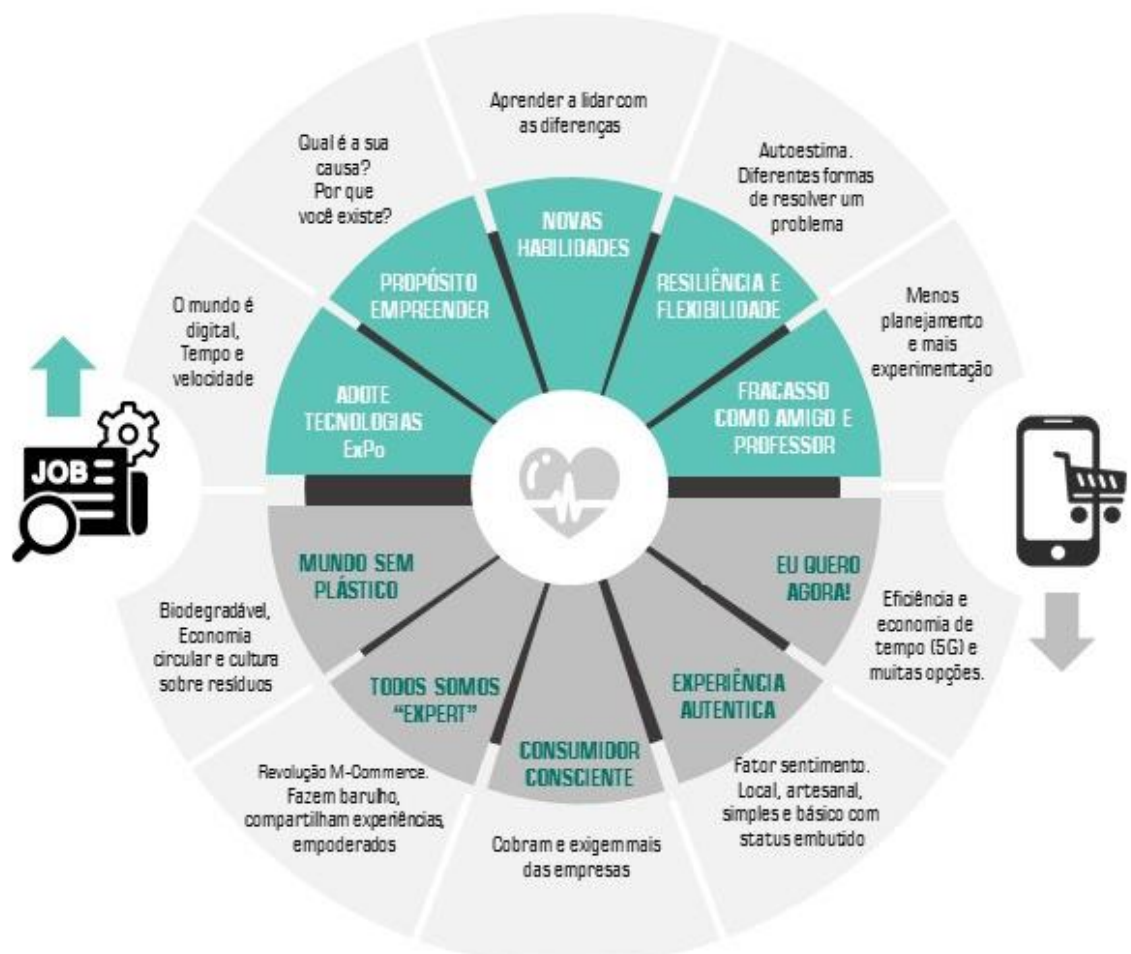 Aprender a lidar com
as diferenças
Qual é a sua
causa?
Por que
você existe?
Autoestima.
Diferentes formas
de resolver um
problema
NOVAS
HABILIDADES
PROPÓSITO
EMPREENDER
RESILIÊNCIA E
FLEXIBILIDADE
O mundo é
digital,
Tempo e
velocidade
Menos
planejamento
e mais
experimentação
ADOTE
TECNOLOGIAS
ExPo
FRACASSO
COMO AMIGO E
PROFESSOR
JOB
MUNDO SEM
PLÁSTICO
EU QUERO
AGORA!
Biodegradável,
Economia
circular e cultura
sobre resíduos
Eficiência e
economia de
tempo (5G) e
muitas opções.
TODOS SOMOS
“EXPERT”
EXPERIÊNCIA
AUTENTICA
CONSUMIDOR
CONSCIENTE
Revolução M-Commerce.
Fazem barulho,
compartilham experiências,
empoderados
Fator sentimento.
Local, artesanal,
simples e básico com
status embutido
Cobram e exigem mais
das empresas